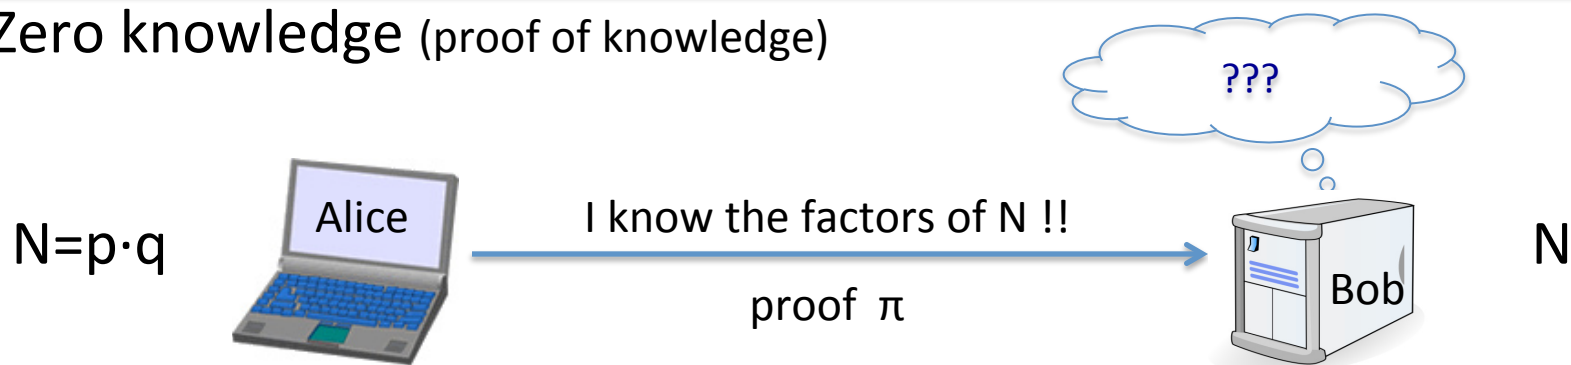 Zero knowledge (proof of knowledge)
???
N=p·q
Alice
I know the factors of N !!
proof π
Bob
N